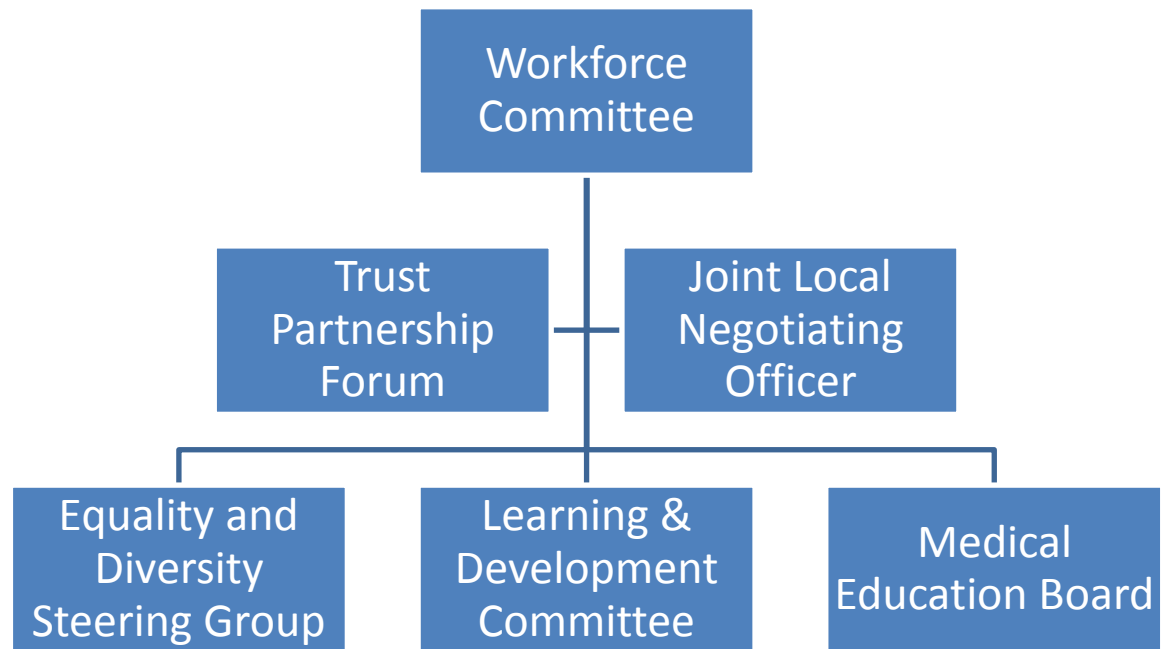 Workforce
Committee
Trust
Partnership
Forum
Joint Local
Negotiating
Officer
Equality and
Diversity
Steering Group
Learning &
Development
Committee
Medical
Education Board